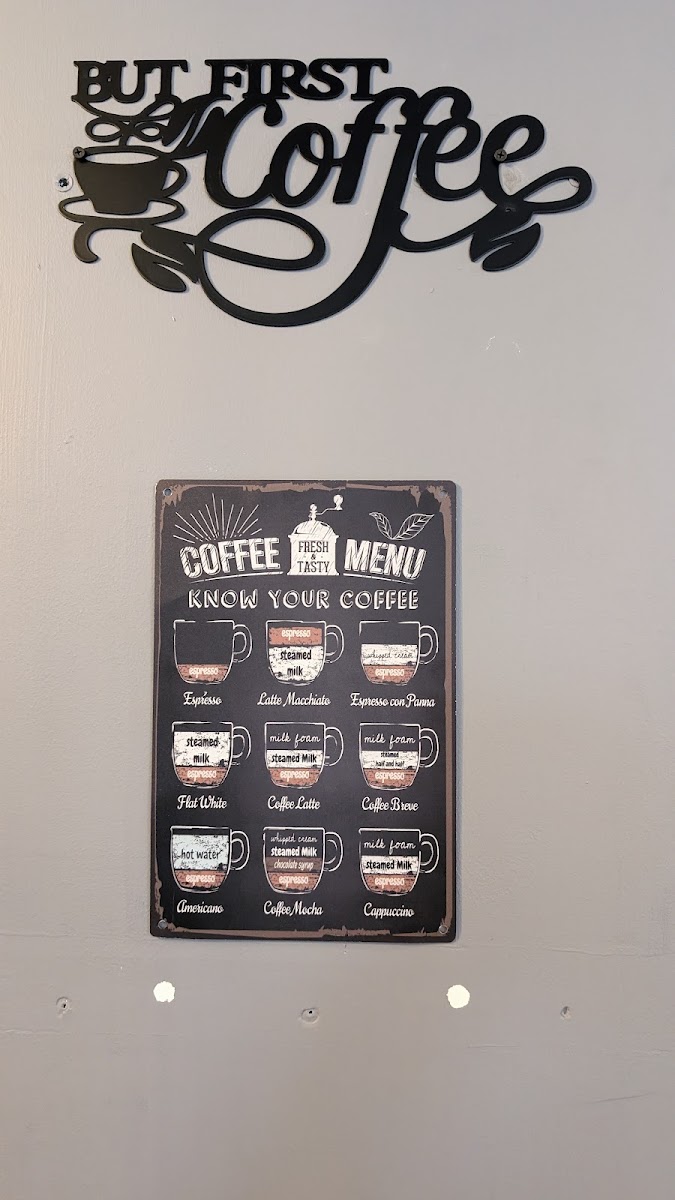 BUT FIRST
Coffee
COFFEE FRESH & TASTY MENU
KNOW YOUR COFFEE
espresso
Espresso
espresso
steamed
milk
Latte Macchiato
whipped cream
espresso
Espresso con Panna
steamed
milk
espresso
Flat White
milk foam
steamed Milk
espresso
Coffee Latte
milk foam
steamed
half and half
espresso
Coffee Breve
hot water
espresso
Americano
whipped cream
steamed Milk
chocolate syrup
espresso
Coffee Mocha
milk foam
steamed Milk
espresso
Cappuccino